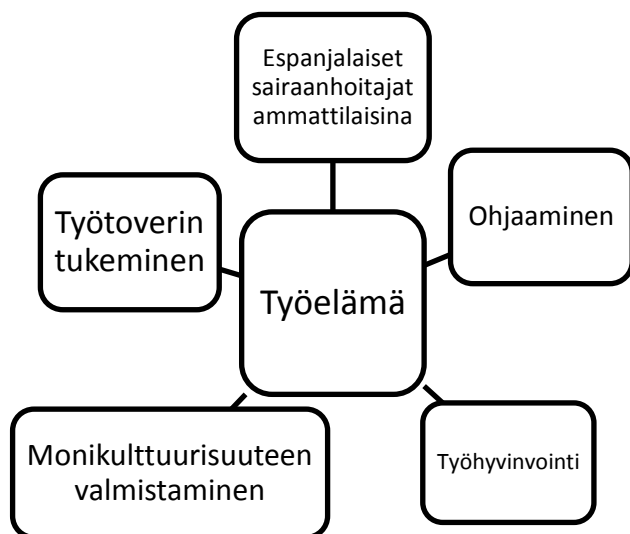 Espanjalaiset
sairaanhoitajat
ammattilaisina
Ohjaaminen
Työtoverin
tukeminen
Työelämä
Monikulttuurisuuteen
valmistaminen
Työhyvinvointi